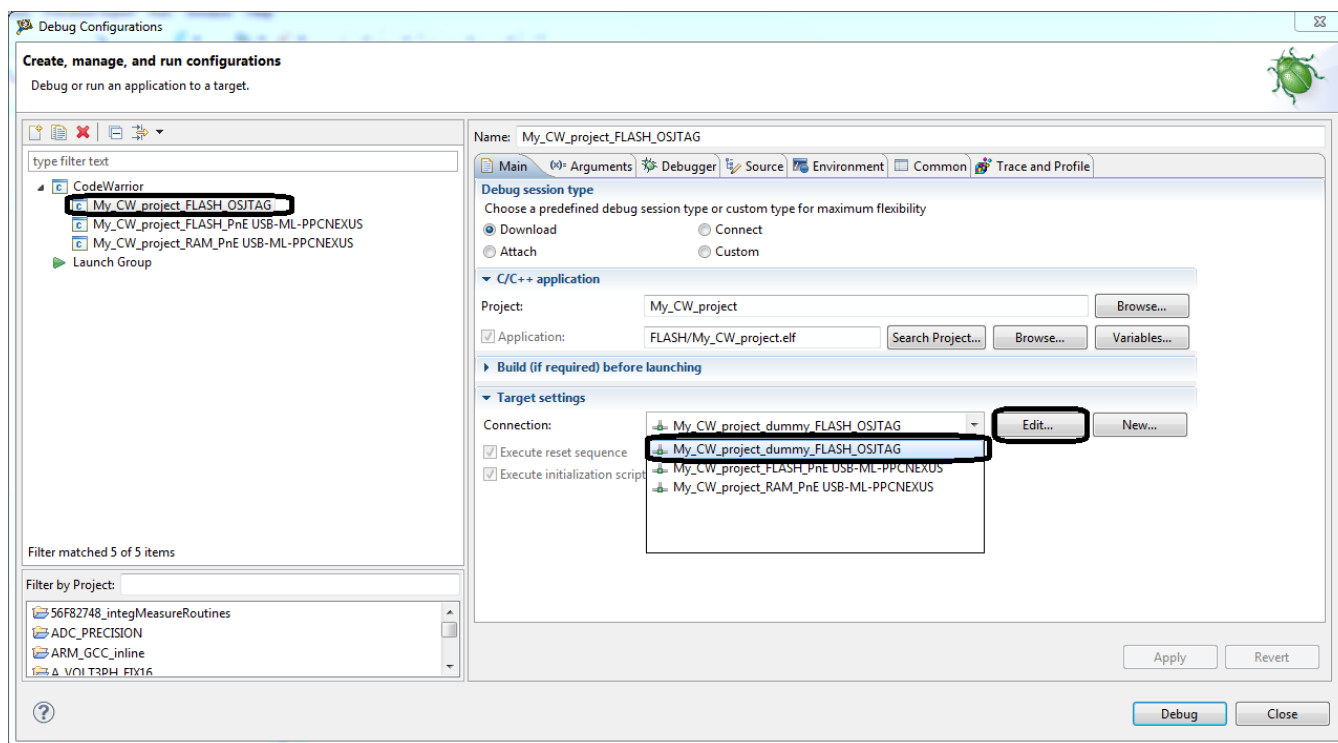 Debug Configurations
Create, manage, and run configurations
Debug or run an application to a target.
type filter text
CodeWarrior
My_CW_project_FLASH_OSJTAG
My_CW_project_FLASH_PnE USB-ML-PPCNEXUS
My_CW_project_RAM_PnE USB-ML-PPCNEXUS
Launch Group
Filter matched 5 of 5 items
Filter by Project:
56F82748_integMeasureRoutines
ADC_PRECISION
ARM_GCC_inline
A_VOLT3PH_FIX16
Name: My_CW_project_FLASH_OSJTAG
Main (x)= Arguments Debugger Source Environment Common Trace and Profile
Debug session type
Choose a predefined debug session type or custom type for maximum flexibility
Download Connect
Attach Custom
C/C++ application
Project: My_CW_project Browse...
Application: FLASH/My_CW_project.elf Search Project... Browse... Variables...
Build (if required) before launching
Target settings
Connection: My_CW_project_dummy_FLASH_OSJTAG Edit... New...
Execute reset sequence My_CW_project_dummy_FLASH_OSJTAG
My_CW_project_FLASH_PnE USB-ML-PPCNEXUS
Execute initialization script
My_CW_project_RAM_PnE USB-ML-PPCNEXUS
Apply Revert
Debug Close